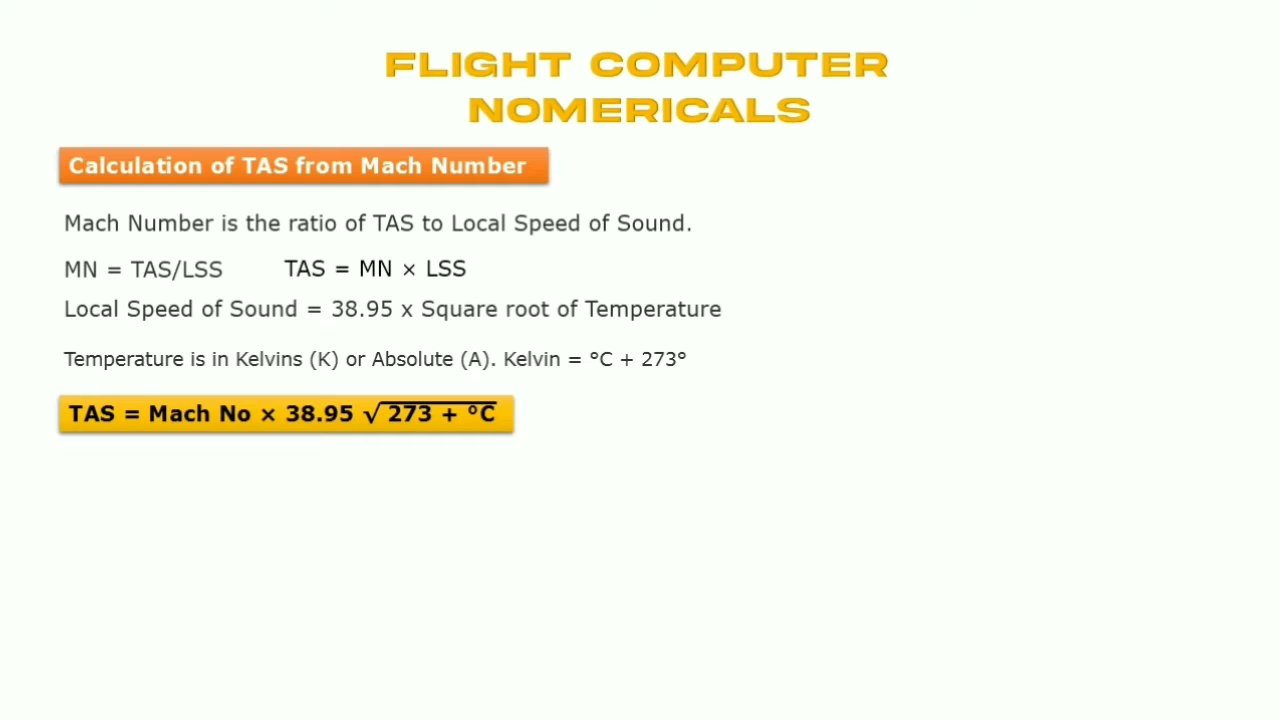 FLIGHT COMPUTER
NOMERICALS
Calculation of TAS from Mach Number
Mach Number is the ratio of TAS to Local Speed of Sound.
MN = TAS/LSS TAS = MN × LSS
Local Speed of Sound = 38.95 x Square root of Temperature
Temperature is in Kelvins (K) or Absolute (A). Kelvin = °C + 273°
TAS = Mach No × 38.95 √273 + °C